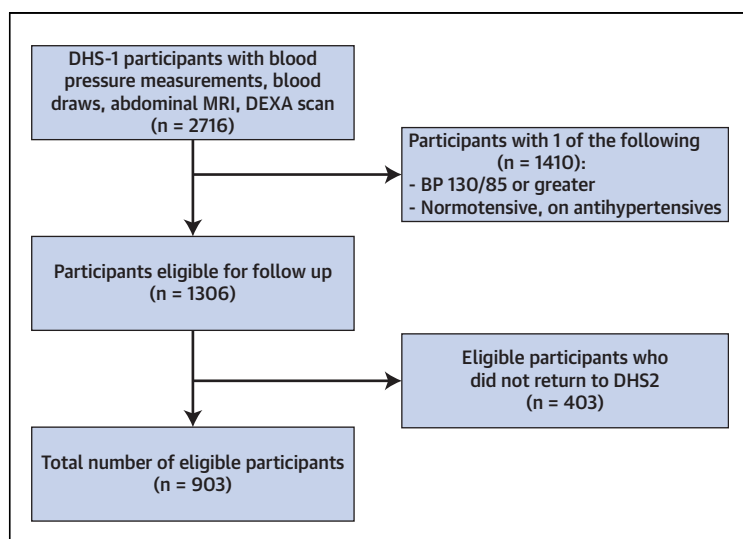 DHS-1 participants with blood
pressure measurements, blood
draws, abdominal MRI, DEXA scan
(n = 2716)
Participants with 1 of the following
(n = 1410):
- BP 130/85 or greater
- Normotensive, on antihypertensives
Participants eligible for follow up
(n = 1306)
Eligible participants who
did not return to DHS2
(n = 403)
Total number of eligible participants
(n = 903)